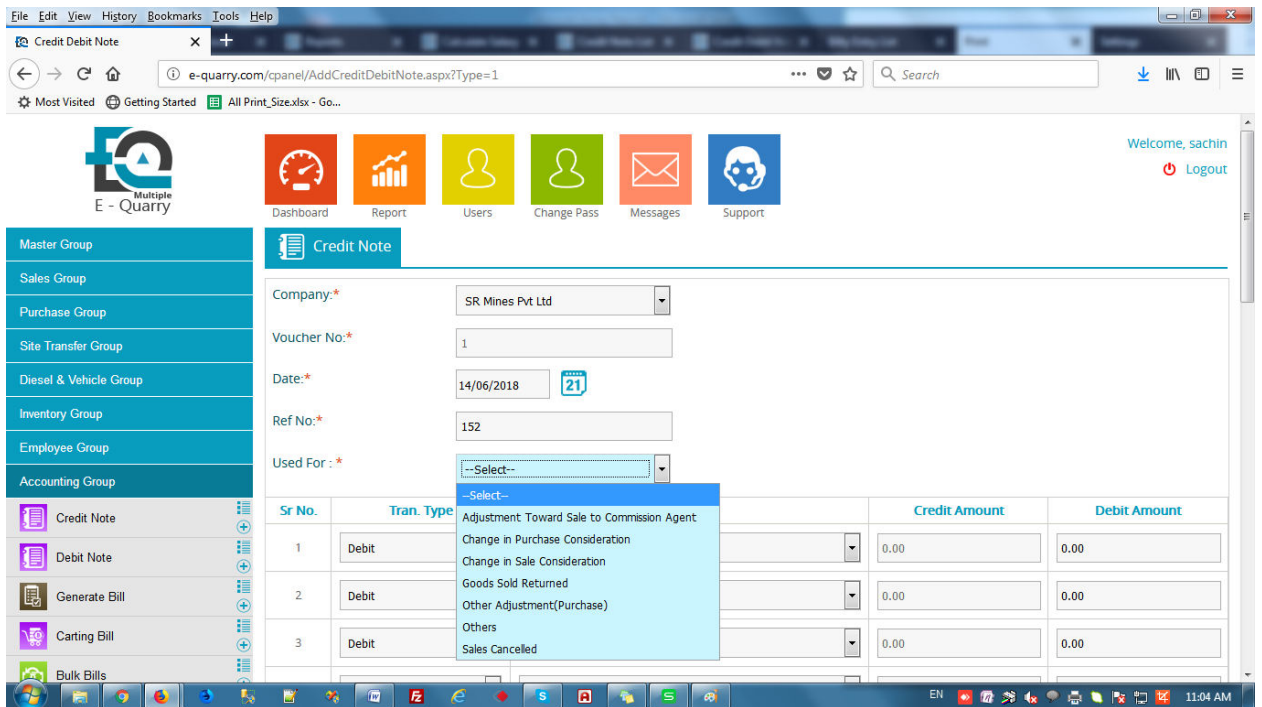 File Edit View History Bookmarks Tools Help
Credit Debit Note
e-quarry.com/cpanel/AddCreditDebitNote.aspx?Type=1
Search
Most Visited Getting Started All Print_Size.xlsx - Go...
Multiple
E - Quarry
Dashboard Report Users Change Pass Messages Support
Welcome, sachin
Logout
Master Group
Sales Group
Purchase Group
Site Transfer Group
Diesel & Vehicle Group
Inventory Group
Employee Group
Accounting Group
Credit Note
Debit Note
Generate Bill
Carting Bill
Bulk Bills
Credit Note
Company:* SR Mines Pvt Ltd
Voucher No:* 1
Date:* 14/06/2018 21
Ref No:* 152
Used For : * --Select--
--Select--
Adjustment Toward Sale to Commission Agent
Change in Purchase Consideration
Change in Sale Consideration
Goods Sold Returned
Other Adjustment(Purchase)
Others
Sales Cancelled
Sr No. Tran. Type Credit Amount Debit Amount
1 Debit 0.00 0.00
2 Debit 0.00 0.00
3 Debit 0.00 0.00
EN 11:04 AM